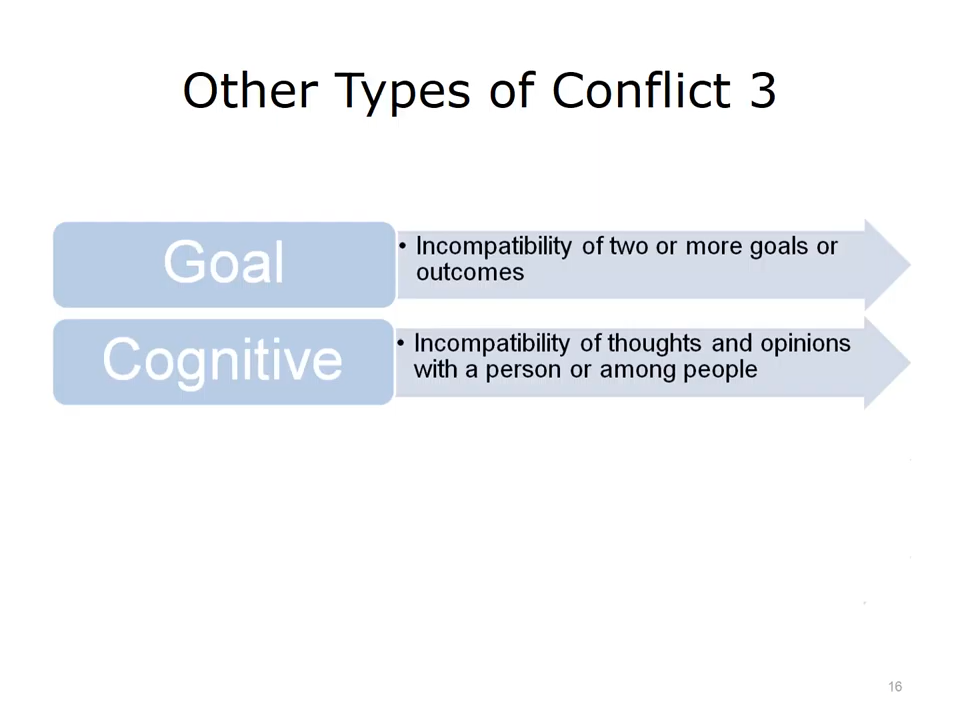 Other Types of Conflict 3
Goal
• Incompatibility of two or more goals or
outcomes
Cognitive
• Incompatibility of thoughts and opinions
with a person or among people
16